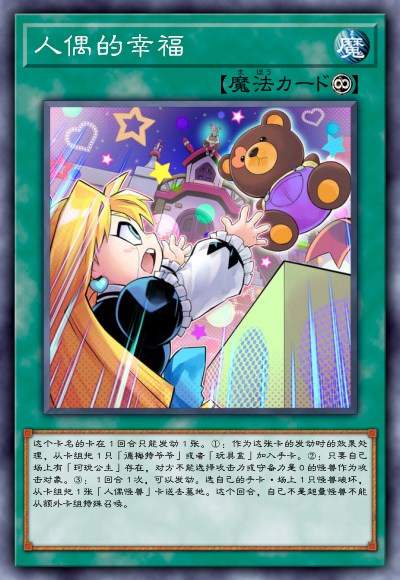 人偶的幸福
魔
【魔法カード】
まほう
这个卡名的卡在1回合只能发动1张。①：作为这张卡的发动时的效果处
理，从卡组把1只「德梅特爷爷」或者「玩具盒」加入手卡。②：只要自己
场上有「珂珑公主」存在，对方不能选择攻击力或守备力是0的怪兽作为攻
击对象。③：1回合1次，可以发动。选自己的手卡·场上1只怪兽破坏，
从卡组把1张「人偶怪兽」卡送去墓地。这个回合，自己不是超量怪兽不能
从额外卡组特殊召唤。